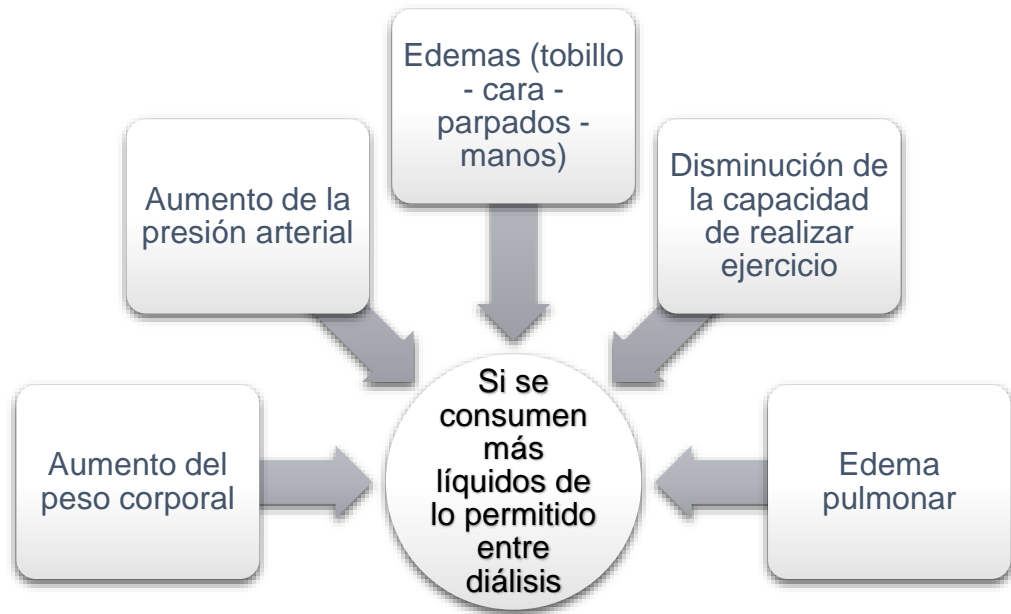 Edemas (tobillo
- cara -
parpados -
manos)
Aumento de la
presión arterial
Disminución de
la capacidad
de realizar
ejercicio
Aumento del
peso corporal
Si se
consumen
más
líquidos de
lo permitido
entre
diálisis
Edema
pulmonar